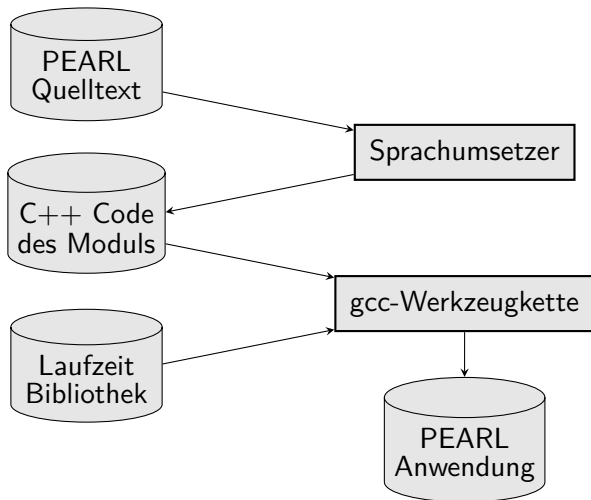 PEARL
Quelltext
Sprachumsetzer
C++ Code
des Moduls
gcc-Werkzeugkette
Laufzeit
Bibliothek
PEARL
Anwendung